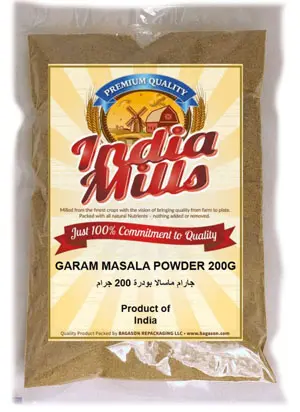 PREMIUM QUALITY
India
Mills
Milled from the finest crops with the vision of bringing quality from farm to plate.
Packed with all natural Nutrients – nothing added or removed.
Just 100% Commitment to Quality
GARAM MASALA POWDER 200G
جارام ماسالا بودرة 200 جرام
Product of
India
Quality Product Packed by BAGASON REPACKAGING LLC • www.bagason.com